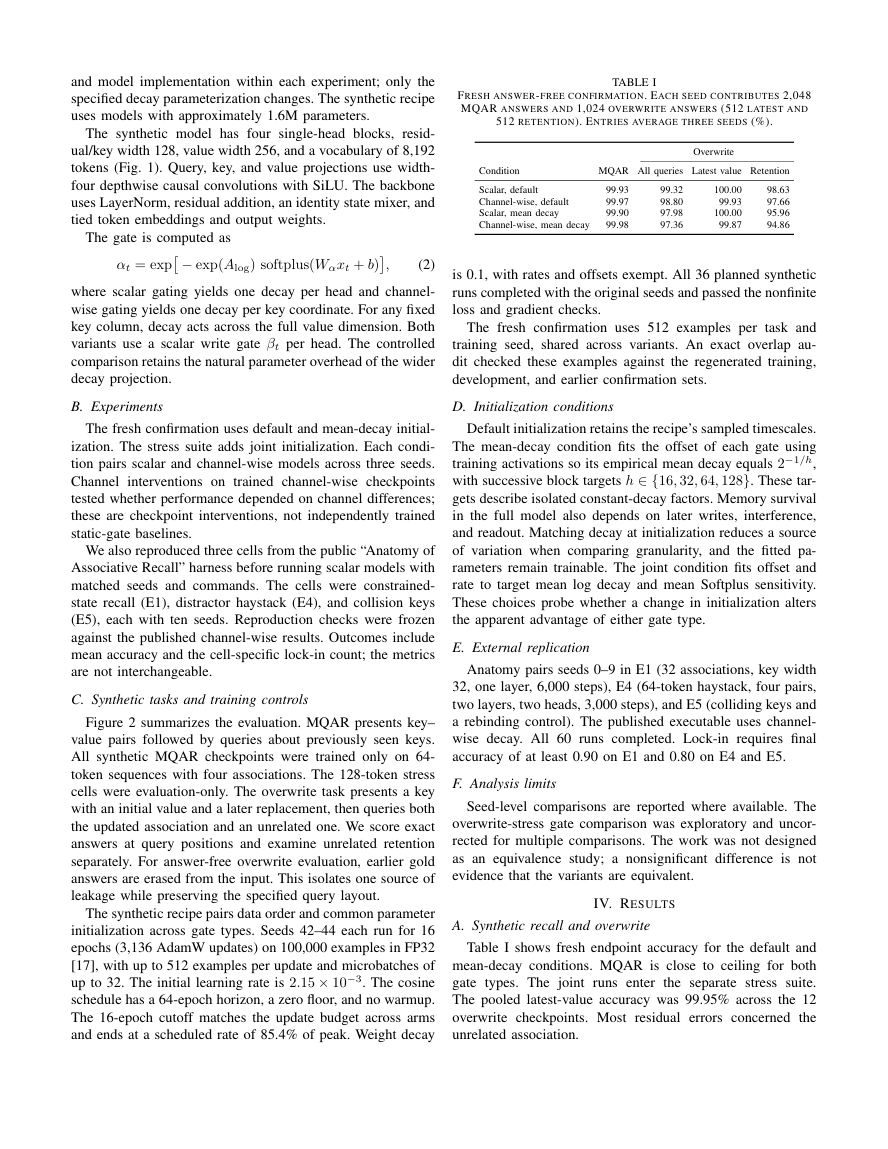 and model implementation within each experiment; only the
specified decay parameterization changes. The synthetic recipe
uses models with approximately 1.6M parameters.
The synthetic model has four single-head blocks, resid-
ual/key width 128, value width 256, and a vocabulary of 8,192
tokens (Fig. 1). Query, key, and value projections use width-
four depthwise causal convolutions with SiLU. The backbone
uses LayerNorm, residual addition, an identity state mixer, and
tied token embeddings and output weights.
The gate is computed as
αt = exp[ − exp(Alog) softplus(Wαxt + b)], (2)
where scalar gating yields one decay per head and channel-
wise gating yields one decay per key coordinate. For any fixed
key column, decay acts across the full value dimension. Both
variants use a scalar write gate βt per head. The controlled
comparison retains the natural parameter overhead of the wider
decay projection.
B. Experiments
The fresh confirmation uses default and mean-decay initial-
ization. The stress suite adds joint initialization. Each condi-
tion pairs scalar and channel-wise models across three seeds.
Channel interventions on trained channel-wise checkpoints
tested whether performance depended on channel differences;
these are checkpoint interventions, not independently trained
static-gate baselines.
We also reproduced three cells from the public “Anatomy of
Associative Recall” harness before running scalar models with
matched seeds and commands. The cells were constrained-
state recall (E1), distractor haystack (E4), and collision keys
(E5), each with ten seeds. Reproduction checks were frozen
against the published channel-wise results. Outcomes include
mean accuracy and the cell-specific lock-in count; the metrics
are not interchangeable.
C. Synthetic tasks and training controls
Figure 2 summarizes the evaluation. MQAR presents key–
value pairs followed by queries about previously seen keys.
All synthetic MQAR checkpoints were trained only on 64-
token sequences with four associations. The 128-token stress
cells were evaluation-only. The overwrite task presents a key
with an initial value and a later replacement, then queries both
the updated association and an unrelated one. We score exact
answers at query positions and examine unrelated retention
separately. For answer-free overwrite evaluation, earlier gold
answers are erased from the input. This isolates one source of
leakage while preserving the specified query layout.
The synthetic recipe pairs data order and common parameter
initialization across gate types. Seeds 42–44 each run for 16
epochs (3,136 AdamW updates) on 100,000 examples in FP32
[17], with up to 512 examples per update and microbatches of
up to 32. The initial learning rate is 2.15 × 10−3. The cosine
schedule has a 64-epoch horizon, a zero floor, and no warmup.
The 16-epoch cutoff matches the update budget across arms
and ends at a scheduled rate of 85.4% of peak. Weight decay
TABLE I
FRESH ANSWER-FREE CONFIRMATION. EACH SEED CONTRIBUTES 2,048
MQAR ANSWERS AND 1,024 OVERWRITE ANSWERS (512 LATEST AND
512 RETENTION). ENTRIES AVERAGE THREE SEEDS (%).
Overwrite
Condition MQAR All queries Latest value Retention
Scalar, default 99.93 99.32 100.00 98.63
Channel-wise, default 99.97 98.80 99.93 97.66
Scalar, mean decay 99.90 97.98 100.00 95.96
Channel-wise, mean decay 99.98 97.36 99.87 94.86
is 0.1, with rates and offsets exempt. All 36 planned synthetic
runs completed with the original seeds and passed the nonfinite
loss and gradient checks.
The fresh confirmation uses 512 examples per task and
training seed, shared across variants. An exact overlap au-
dit checked these examples against the regenerated training,
development, and earlier confirmation sets.
D. Initialization conditions
Default initialization retains the recipe’s sampled timescales.
The mean-decay condition fits the offset of each gate using
training activations so its empirical mean decay equals 2−1/h,
with successive block targets h ∈ {16, 32, 64, 128}. These tar-
gets describe isolated constant-decay factors. Memory survival
in the full model also depends on later writes, interference,
and readout. Matching decay at initialization reduces a source
of variation when comparing granularity, and the fitted pa-
rameters remain trainable. The joint condition fits offset and
rate to target mean log decay and mean Softplus sensitivity.
These choices probe whether a change in initialization alters
the apparent advantage of either gate type.
E. External replication
Anatomy pairs seeds 0–9 in E1 (32 associations, key width
32, one layer, 6,000 steps), E4 (64-token haystack, four pairs,
two layers, two heads, 3,000 steps), and E5 (colliding keys and
a rebinding control). The published executable uses channel-
wise decay. All 60 runs completed. Lock-in requires final
accuracy of at least 0.90 on E1 and 0.80 on E4 and E5.
F. Analysis limits
Seed-level comparisons are reported where available. The
overwrite-stress gate comparison was exploratory and uncor-
rected for multiple comparisons. The work was not designed
as an equivalence study; a nonsignificant difference is not
evidence that the variants are equivalent.
IV. RESULTS
A. Synthetic recall and overwrite
Table I shows fresh endpoint accuracy for the default and
mean-decay conditions. MQAR is close to ceiling for both
gate types. The joint runs enter the separate stress suite.
The pooled latest-value accuracy was 99.95% across the 12
overwrite checkpoints. Most residual errors concerned the
unrelated association.